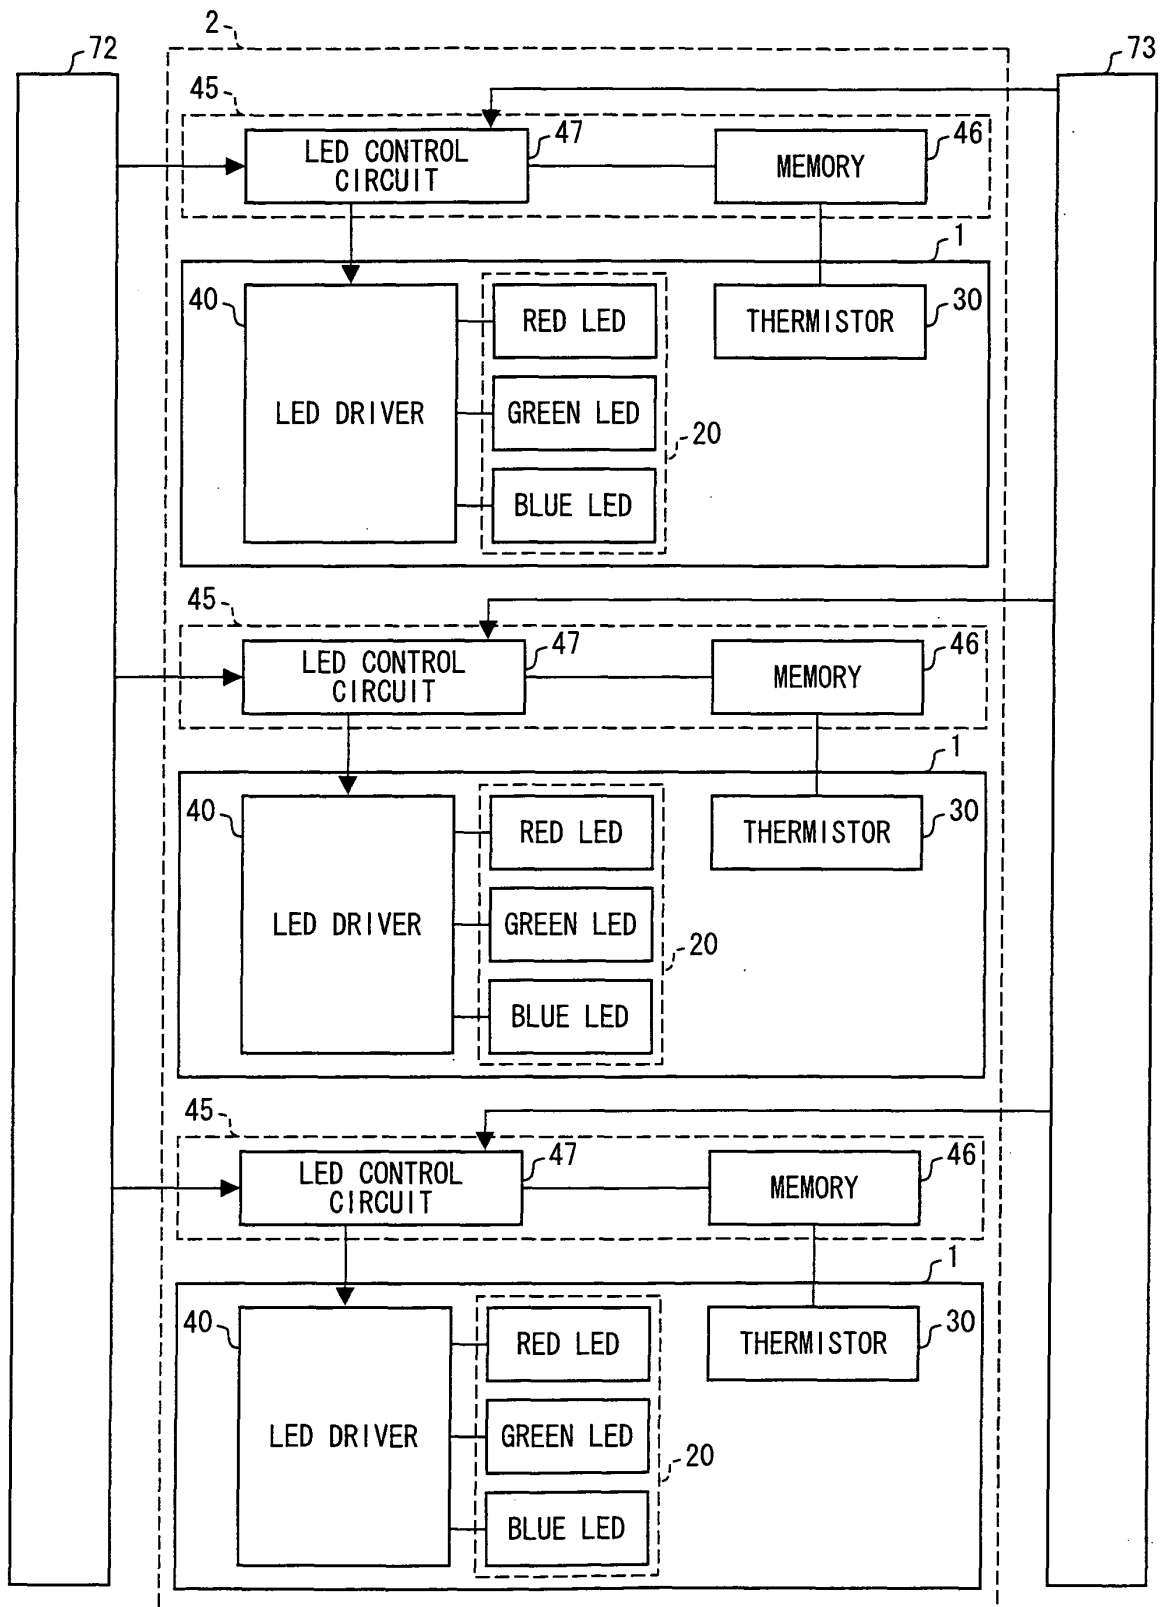 2
72
73
45
LED CONTROL
CIRCUIT
47
MEMORY
46
1
40
LED DRIVER
RED LED
GREEN LED
BLUE LED
20
THERMISTOR
30
45
LED CONTROL
CIRCUIT
47
MEMORY
46
1
40
LED DRIVER
RED LED
GREEN LED
BLUE LED
20
THERMISTOR
30
45
LED CONTROL
CIRCUIT
47
MEMORY
46
1
40
LED DRIVER
RED LED
GREEN LED
BLUE LED
20
THERMISTOR
30